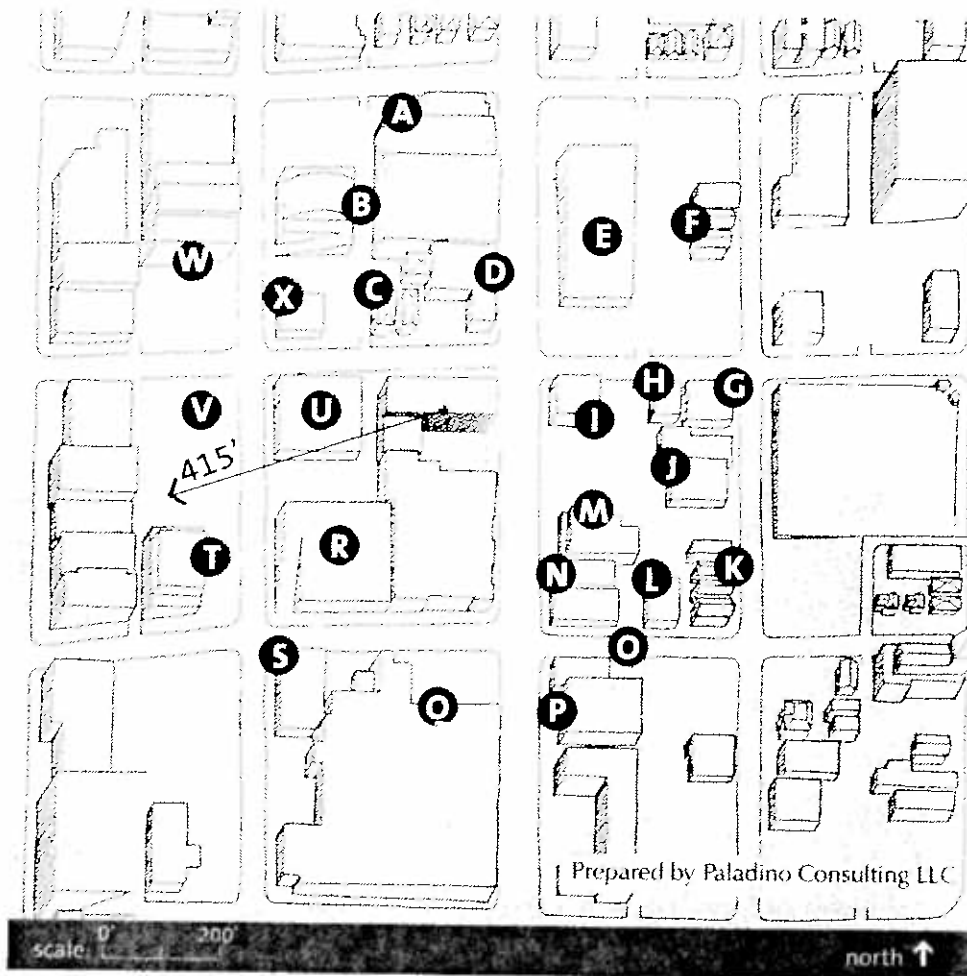 A
B
W
E
F
D
X
C
H
G
V
U
I
415'
J
M
R
T
N
L
K
O
S
O
P
Prepared by Paladino Consulting LLC
scale: 0' 200'
north